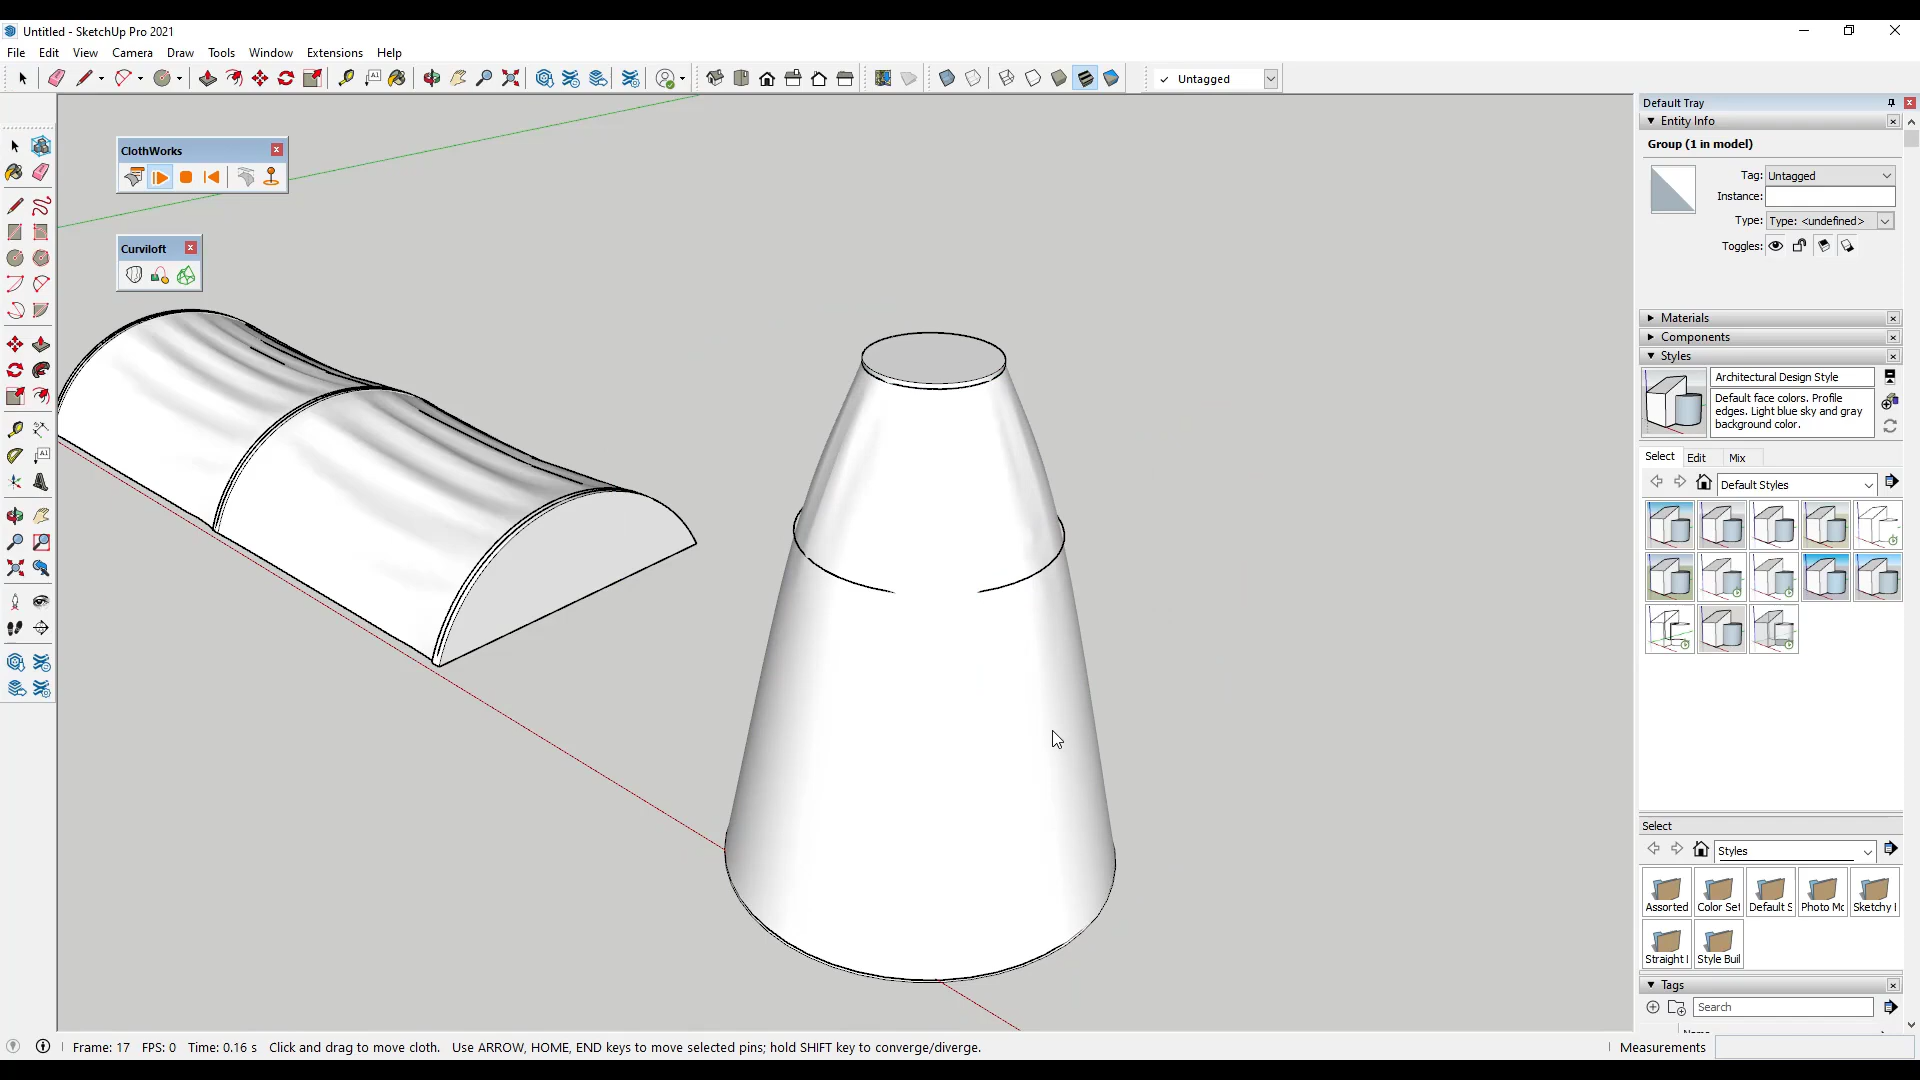 Untitled - SketchUp Pro 2021
File Edit View Camera Draw Tools Window Extensions Help
Untagged
ClothWorks
Curviloft
Default Tray
Entity Info
Group (1 in model)
Tag: Untagged
Instance:
Type: Type: <undefined>
Toggles:
Materials
Components
Styles
Architectural Design Style
Default face colors. Profile
edges. Light blue sky and gray
background color.
Select Edit Mix
Default Styles
Select
Styles
Assorted Color Set Default S Photo Mo Sketchy
Straight Style Buil
Tags
Search
Frame: 17 FPS: 0 Time: 0.16 s Click and drag to move cloth. Use ARROW, HOME, END keys to move selected pins; hold SHIFT key to converge/diverge.
Measurements